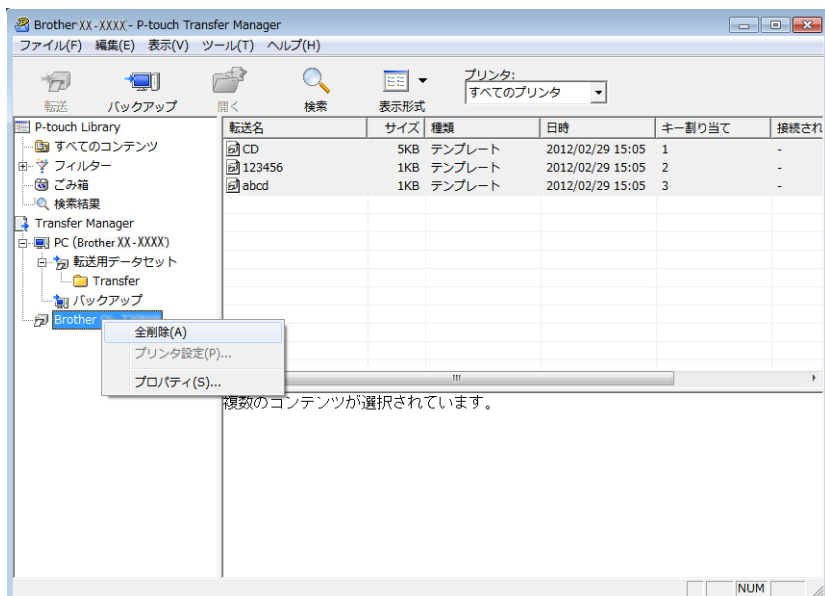 Brother XX-XXXX - P-touch Transfer Manager
ファイル(F) 編集(E) 表示(V) ツール(T) ヘルプ(H)
転送 バックアップ 開く 検索 表示形式 プリンタ: すべてのプリンタ
P-touch Library
すべてのコンテンツ
フィルター
ごみ箱
検索結果
Transfer Manager
PC (Brother XX-XXXX)
転送用データセット
Transfer
バックアップ
Brother
全削除(A)
プリンタ設定(P)...
プロパティ(S)...
転送名 サイズ 種類 日時 キー割り当て 接続され
CD 5KB テンプレート 2012/02/29 15:05 1 -
123456 1KB テンプレート 2012/02/29 15:05 2 -
abcd 1KB テンプレート 2012/02/29 15:05 3 -
複数のコンテンツが選択されています。
NUM